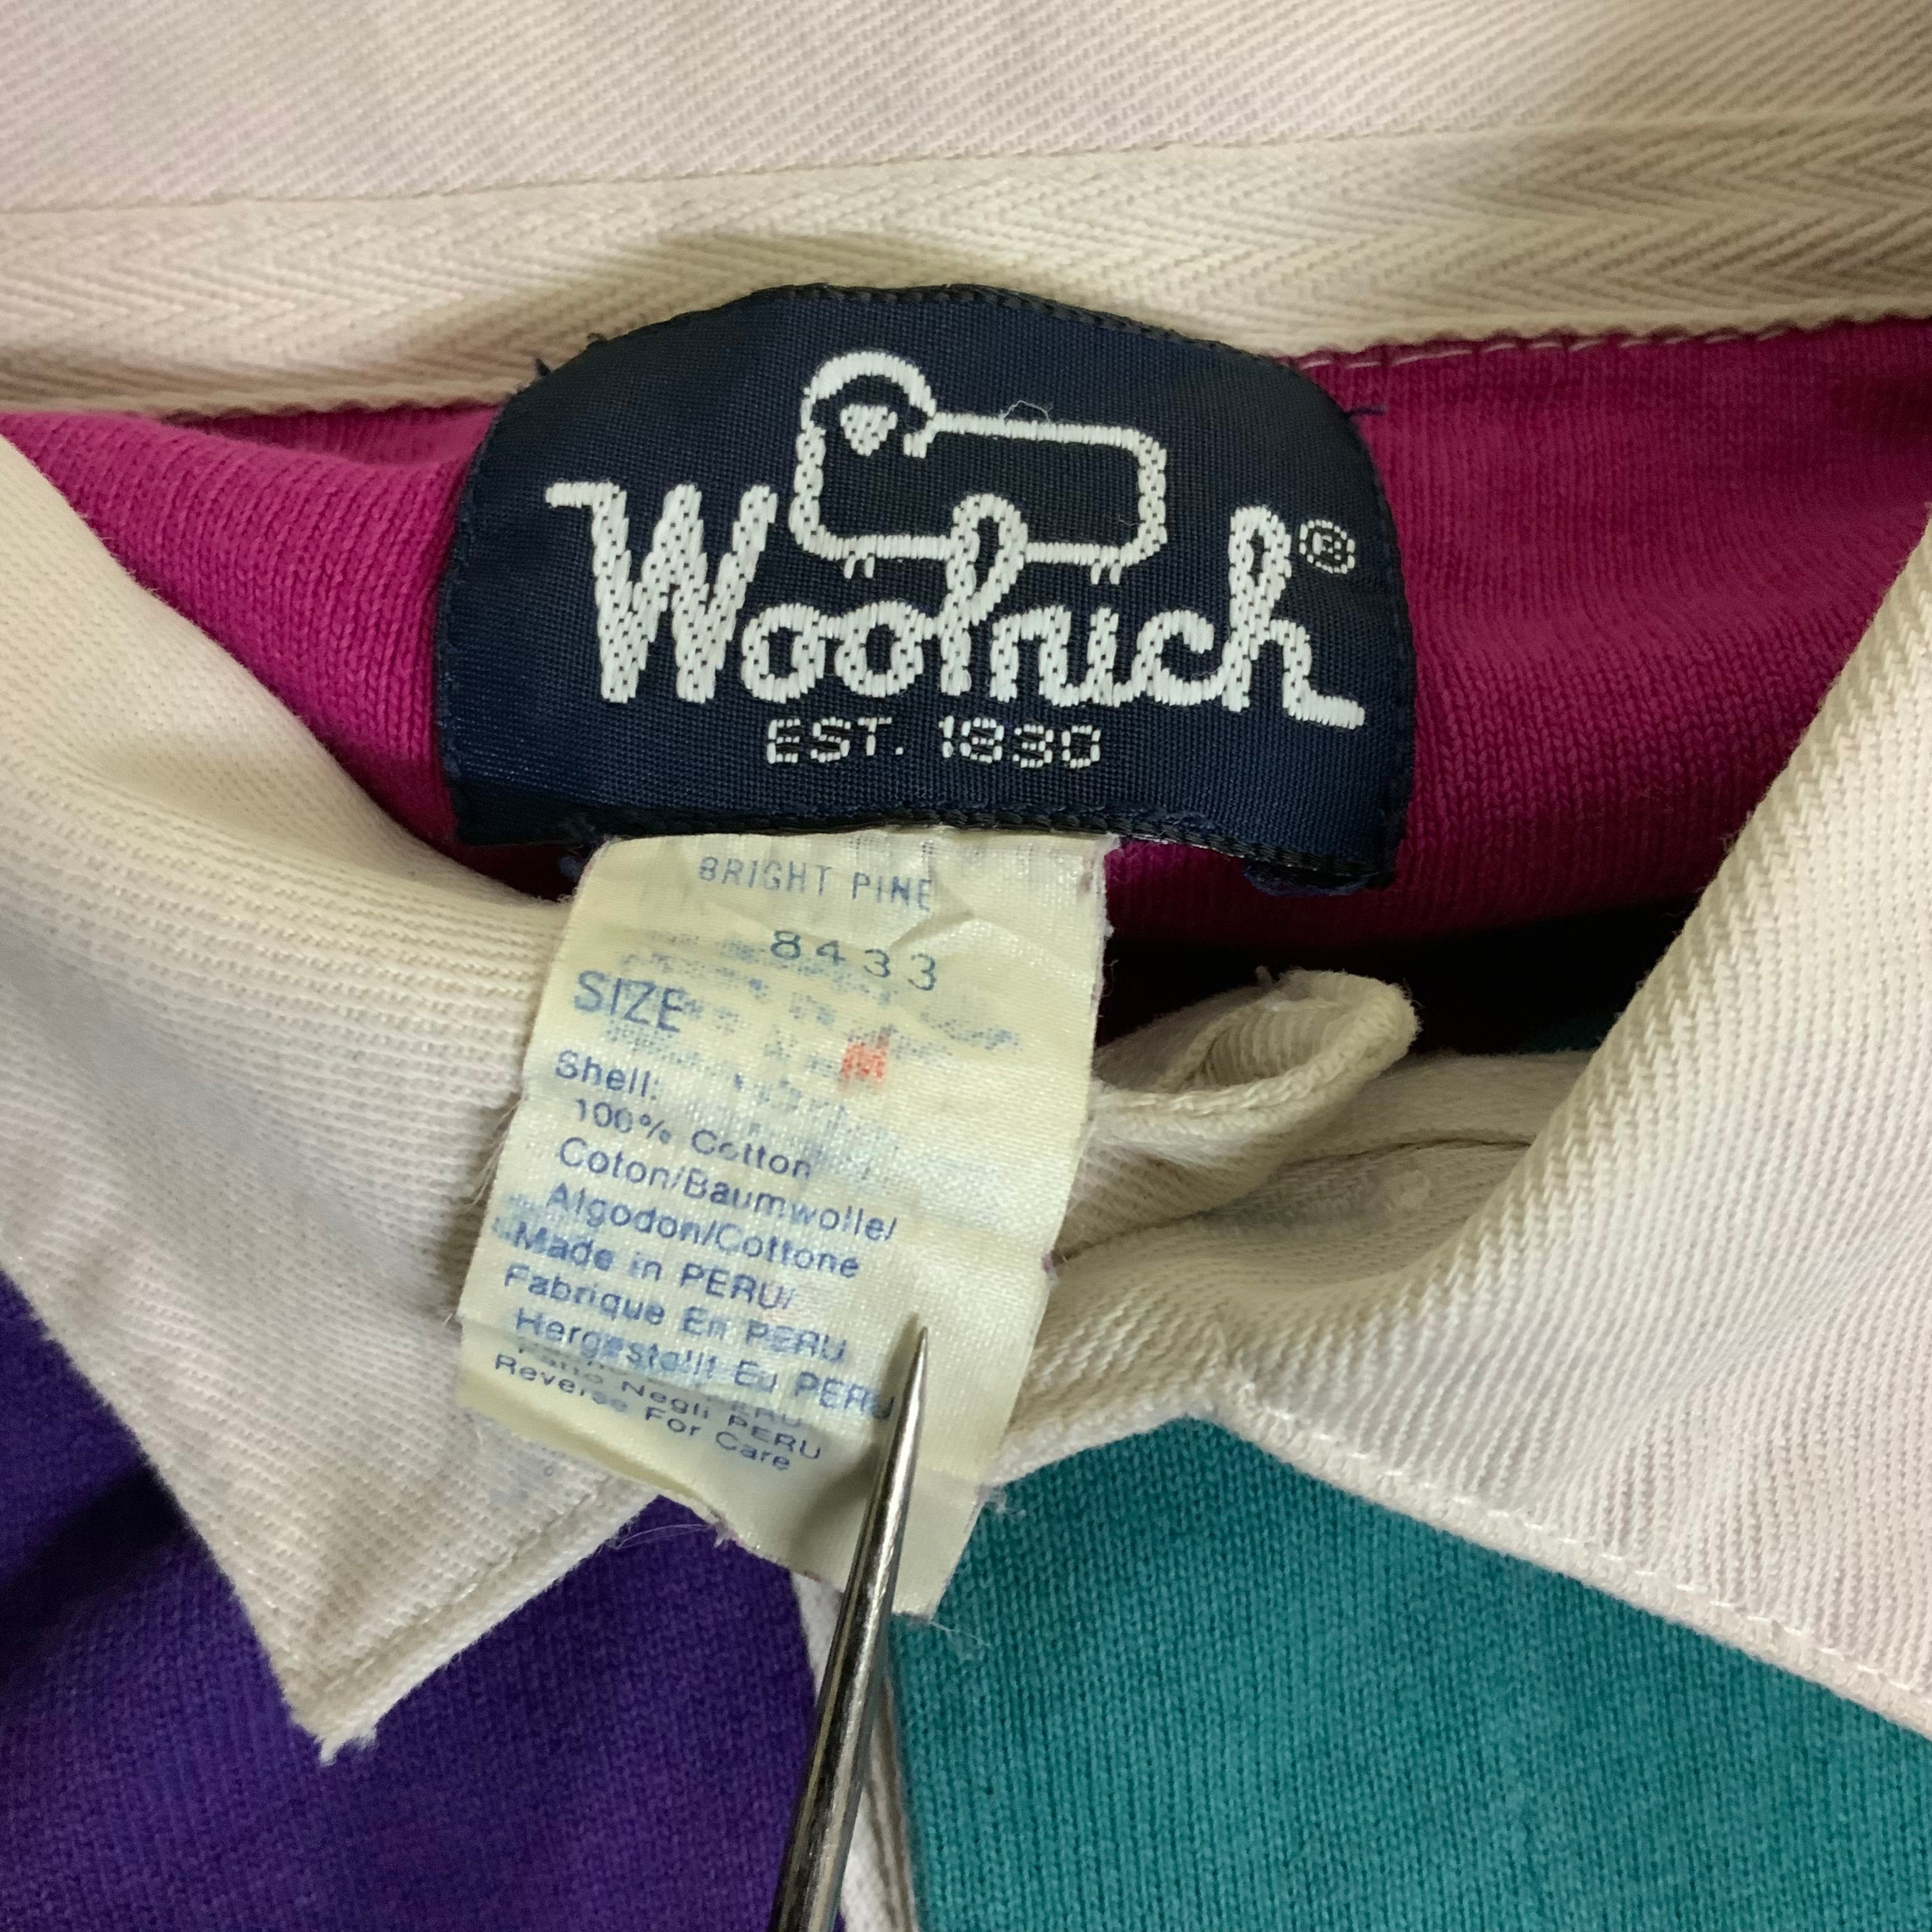 Woolrich®
EST. 1830
BRIGHT PINE
8433
SIZE
M
Shell:
100% Cotton
Coton/Baumwolle/
Algodon/Cottone
Made in PERU/
Fabrique En PERU
Hergestellt Eu PERU
Negli PERU
Reverse For Care